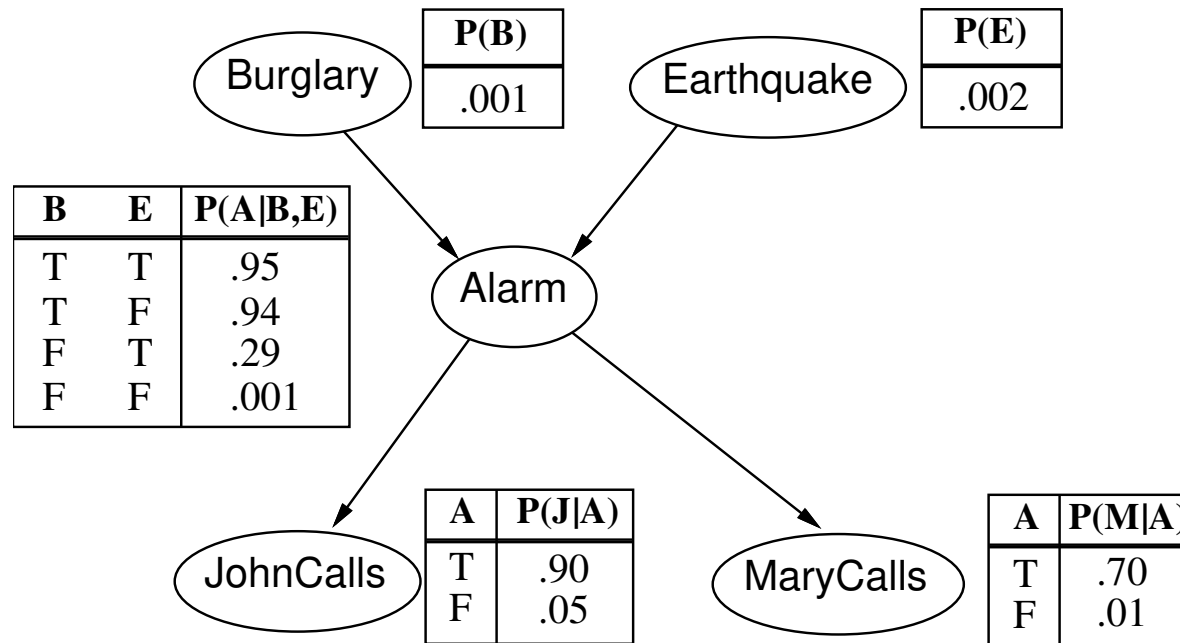 Burglary
P(B)
.001
Earthquake
P(E)
.002
B E P(A|B,E)
T T .95
T F .94
F T .29
F F .001
Alarm
JohnCalls
A P(J|A)
T .90
F .05
MaryCalls
A P(M|A)
T .70
F .01